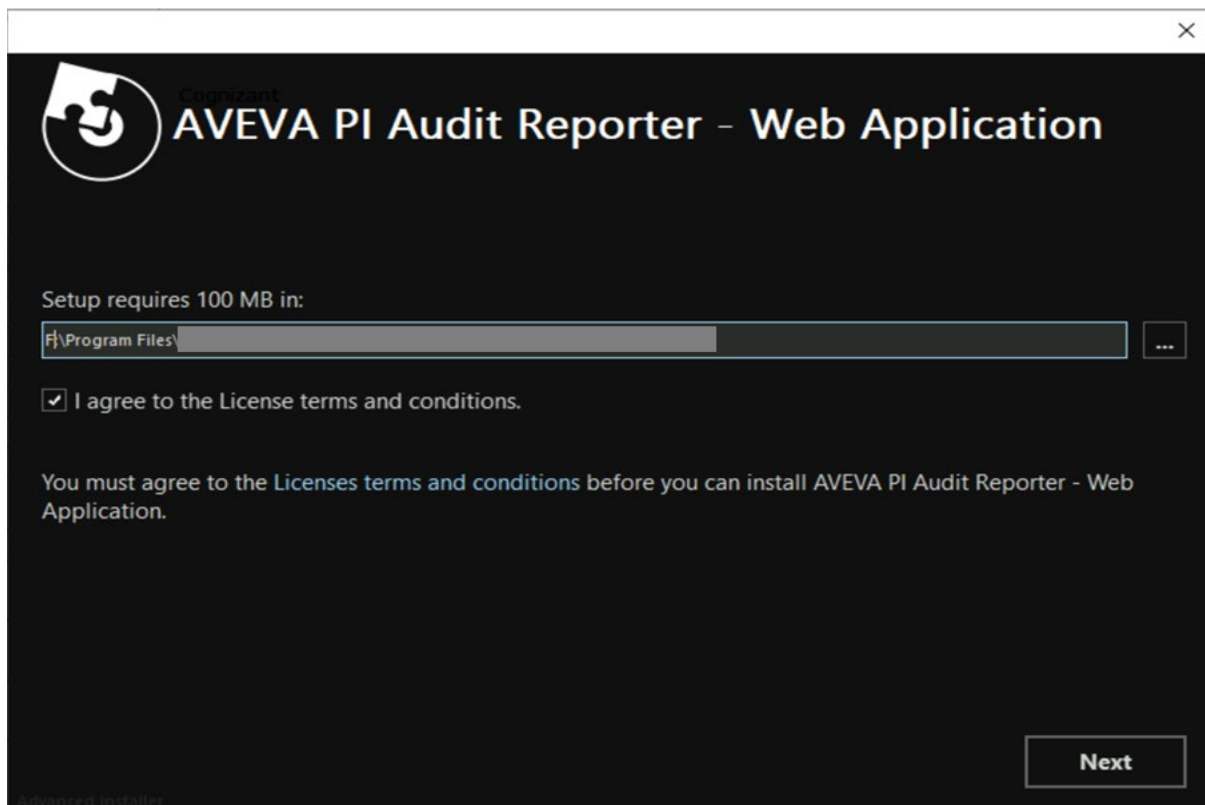 Cognizant
AVEVA PI Audit Reporter - Web Application
Setup requires 100 MB in:
F:\Program Files\
...
I agree to the License terms and conditions.
You must agree to the Licenses terms and conditions before you can install AVEVA PI Audit Reporter - Web
Application.
Next
Advanced Installer